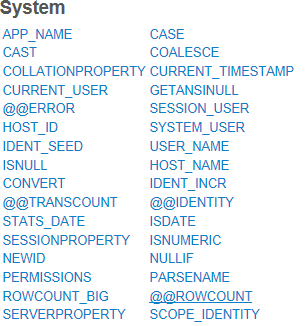 System
APP_NAME CASE
CAST COALESCE
COLLATIONPROPERTY CURRENT_TIMESTAMP
CURRENT_USER GETANSINULL
@@ERROR SESSION_USER
HOST_ID SYSTEM_USER
IDENT_SEED USER_NAME
ISNULL HOST_NAME
CONVERT IDENT_INCR
@@TRANSCOUNT @@IDENTITY
STATS_DATE ISDATE
SESSIONPROPERTY ISNUMERIC
NEWID NULLIF
PERMISSIONS PARSENAME
ROWCOUNT_BIG @@ROWCOUNT
SERVERPROPERTY SCOPE_IDENTITY